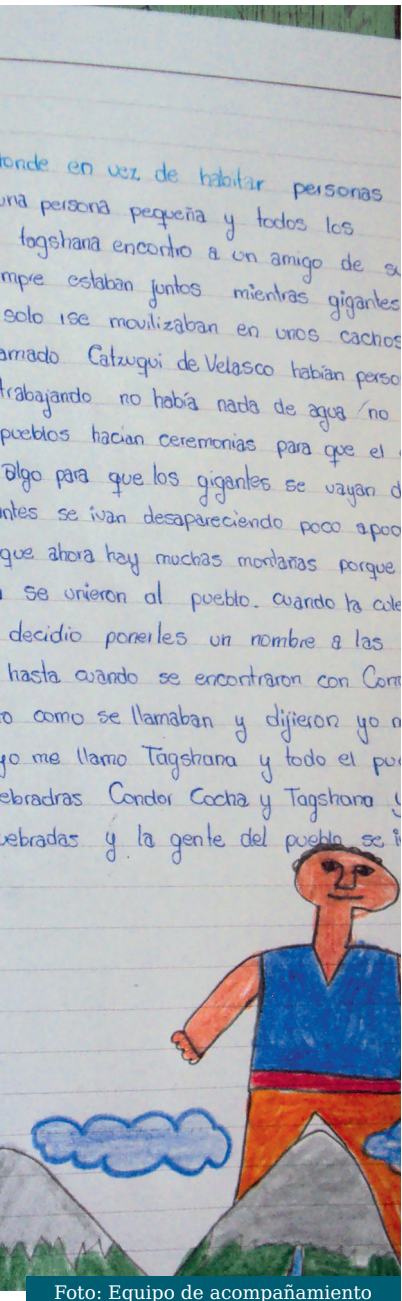 donde en vez de habitar personas
una persona pequeña y todos los
tagshana encontro a un amigo de su
mpre estaban juntos mientras gigantes
solo ise movilizaban en unos cachos
amado Catzuqui de Velasco habian perso
trabajando no había nada de agua no
pueblos hacian ceremonias para que el
algo para que los gigantes se vayan d
ntes se ivan desapareciendo poco apoc
que ahora hay muchas montañas porque
se unieron al pueblo. cuando la cule
decidio ponerles un nombre a las
hasta cuando se encontraron con Con
o como se llamaban y dijieron yo m
yo me llamo Tagshana y todo el pue
ebradras Condor Cocha y Tagshana y
uebradas y la gente del pueblo se i
Foto: Equipo de acompañamiento